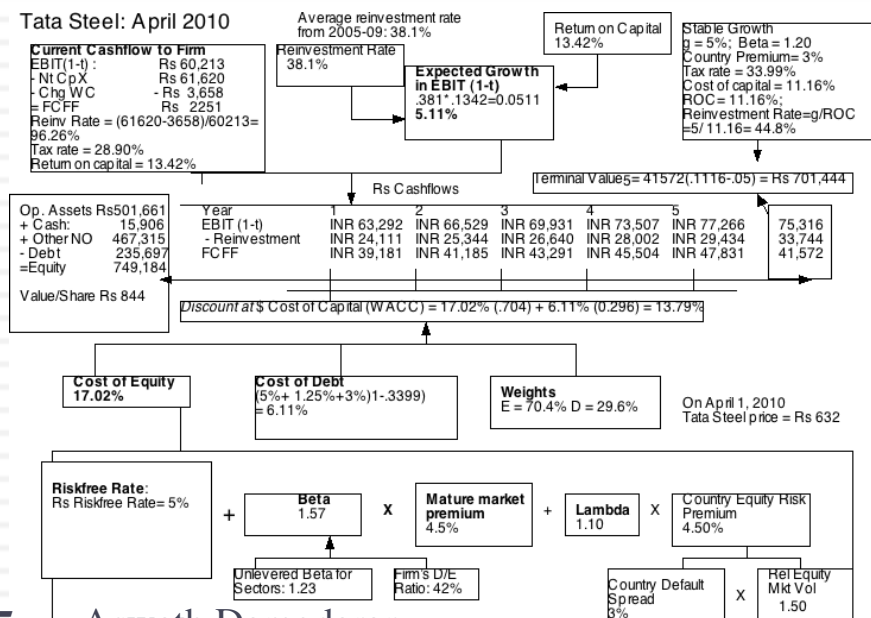 Tata Steel: April 2010
Average reinvestment rate
from 2005-09: 38.1%
Current Cashflow to Firm
EBIT(1-t) : Rs 60,213
- Nt CpX Rs 61,620
- Chg WC - Rs 3,658
= FCFF Rs 2251
Reinv Rate = (61620-3658)/60213=
96.26%
Tax rate = 28.90%
Return on capital = 13.42%
Reinvestment Rate
38.1%
Expected Growth
in EBIT (1-t)
.381*.1342=0.0511
5.11%
Return on Capital
13.42%
Stable Growth
g = 5%; Beta = 1.20
Country Premium= 3%
Tax rate = 33.99%
Cost of capital = 11.16%
ROC= 11.16%;
Reinvestment Rate=g/ROC
=5/ 11.16= 44.8%
Rs Cashflows
Terminal Value5= 41572(.1116-.05) = Rs 701,444
Op. Assets Rs501,661
+ Cash: 15,906
+ Other NO 467,315
- Debt 235,697
=Equity 749,184
Value/Share Rs 844
Year 1 2 3 4 5
EBIT (1-t) INR 63,292 INR 66,529 INR 69,931 INR 73,507 INR 77,266 75,316
- Reinvestment INR 24,111 INR 25,344 INR 26,640 INR 28,002 INR 29,434 33,744
FCFF INR 39,181 INR 41,185 INR 43,291 INR 45,504 INR 47,831 41,572
Discount at $ Cost of Capital (WACC) = 17.02% (.704) + 6.11% (0.296) = 13.79%
Cost of Equity
17.02%
Cost of Debt
(5%+ 1.25%+3%)1-.3399)
= 6.11%
Weights
E = 70.4% D = 29.6%
On April 1, 2010
Tata Steel price = Rs 632
Riskfree Rate:
Rs Riskfree Rate= 5%
+
Beta
1.57
X
Mature market
premium
4.5%
+
Lambda
1.10
X
Country Equity Risk
Premium
4.50%
Unlevered Beta for
Sectors: 1.23
Firm's D/E
Ratio: 42%
Country Default
Spread
3%
X
Rel Equity
Mkt Vol
1.50